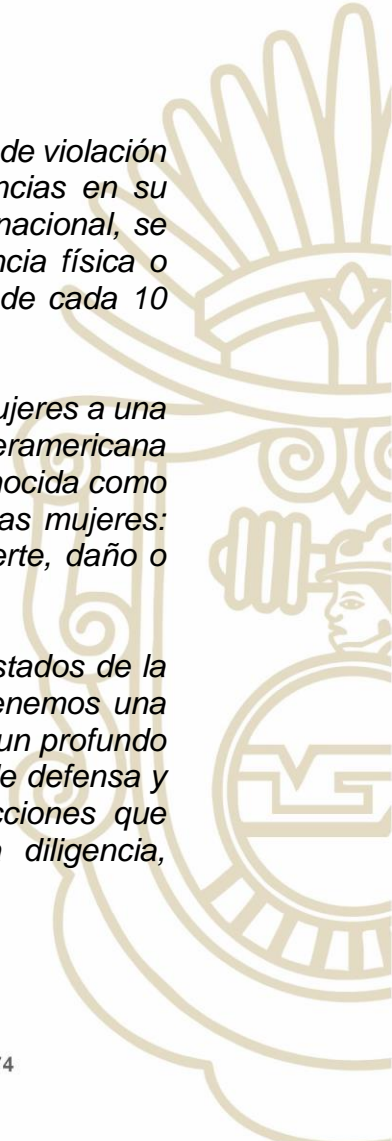 de violación
ncias en su
nacional, se
ncia física o
de cada 10
ujeres a una
eramericana
nocida como
as mujeres:
erte, daño o
stados de la
enemos una
un profundo
le defensa y
cciones que
diligencia,
74